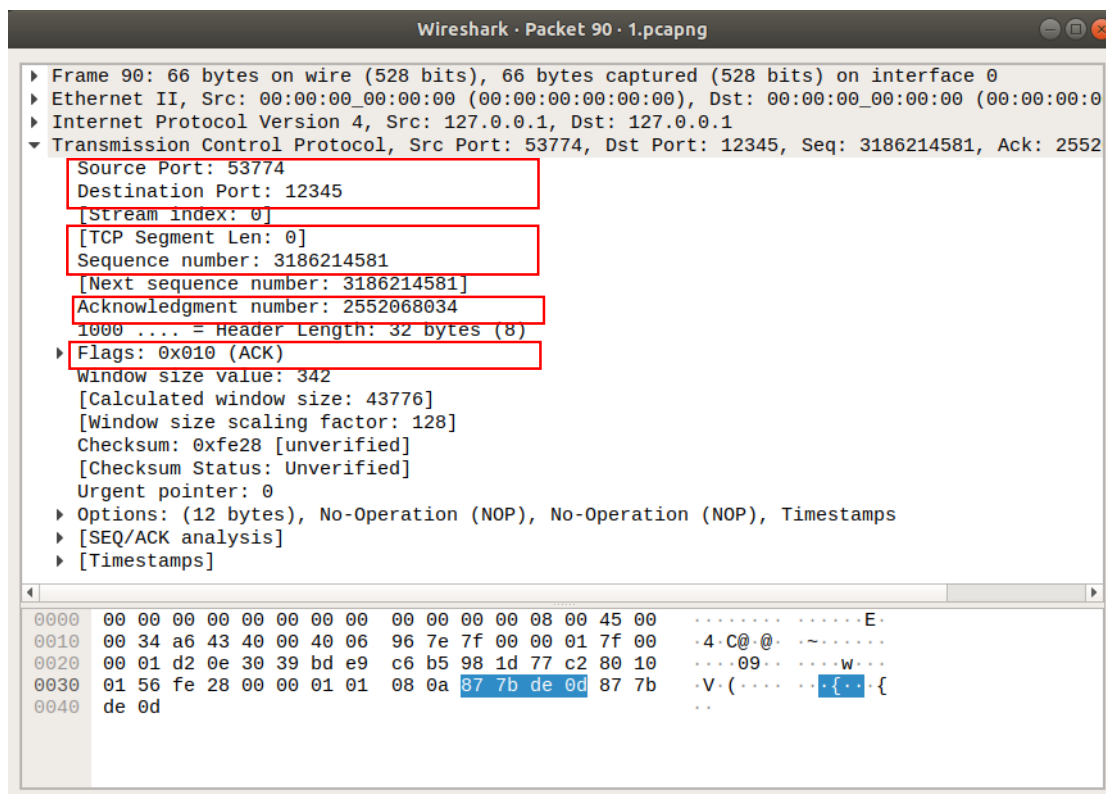 Wireshark · Packet 90 · 1.pcapng
Frame 90: 66 bytes on wire (528 bits), 66 bytes captured (528 bits) on interface 0
Ethernet II, Src: 00:00:00_00:00:00 (00:00:00:00:00:00), Dst: 00:00:00_00:00:00 (00:00:00:0
Internet Protocol Version 4, Src: 127.0.0.1, Dst: 127.0.0.1
Transmission Control Protocol, Src Port: 53774, Dst Port: 12345, Seq: 3186214581, Ack: 2552
Source Port: 53774
Destination Port: 12345
[Stream index: 0]
[TCP Segment Len: 0]
Sequence number: 3186214581
[Next sequence number: 3186214581]
Acknowledgment number: 2552068034
1000 .... = Header Length: 32 bytes (8)
Flags: 0x010 (ACK)
Window size value: 342
[Calculated window size: 43776]
[Window size scaling factor: 128]
Checksum: 0xfe28 [unverified]
[Checksum Status: Unverified]
Urgent pointer: 0
Options: (12 bytes), No-Operation (NOP), No-Operation (NOP), Timestamps
[SEQ/ACK analysis]
[Timestamps]
0000 00 00 00 00 00 00 00 00 00 00 00 00 08 00 45 00 ········ ······E·
0010 00 34 a6 43 40 00 40 06 96 7e 7f 00 00 01 7f 00 ·4·C@·@· ·~······
0020 00 01 d2 0e 30 39 bd e9 c6 b5 98 1d 77 c2 80 10 ····09·· ····w···
0030 01 56 fe 28 00 00 01 01 08 0a 87 7b de 0d 87 7b ·V·(···· ···{···{
0040 de 0d ··